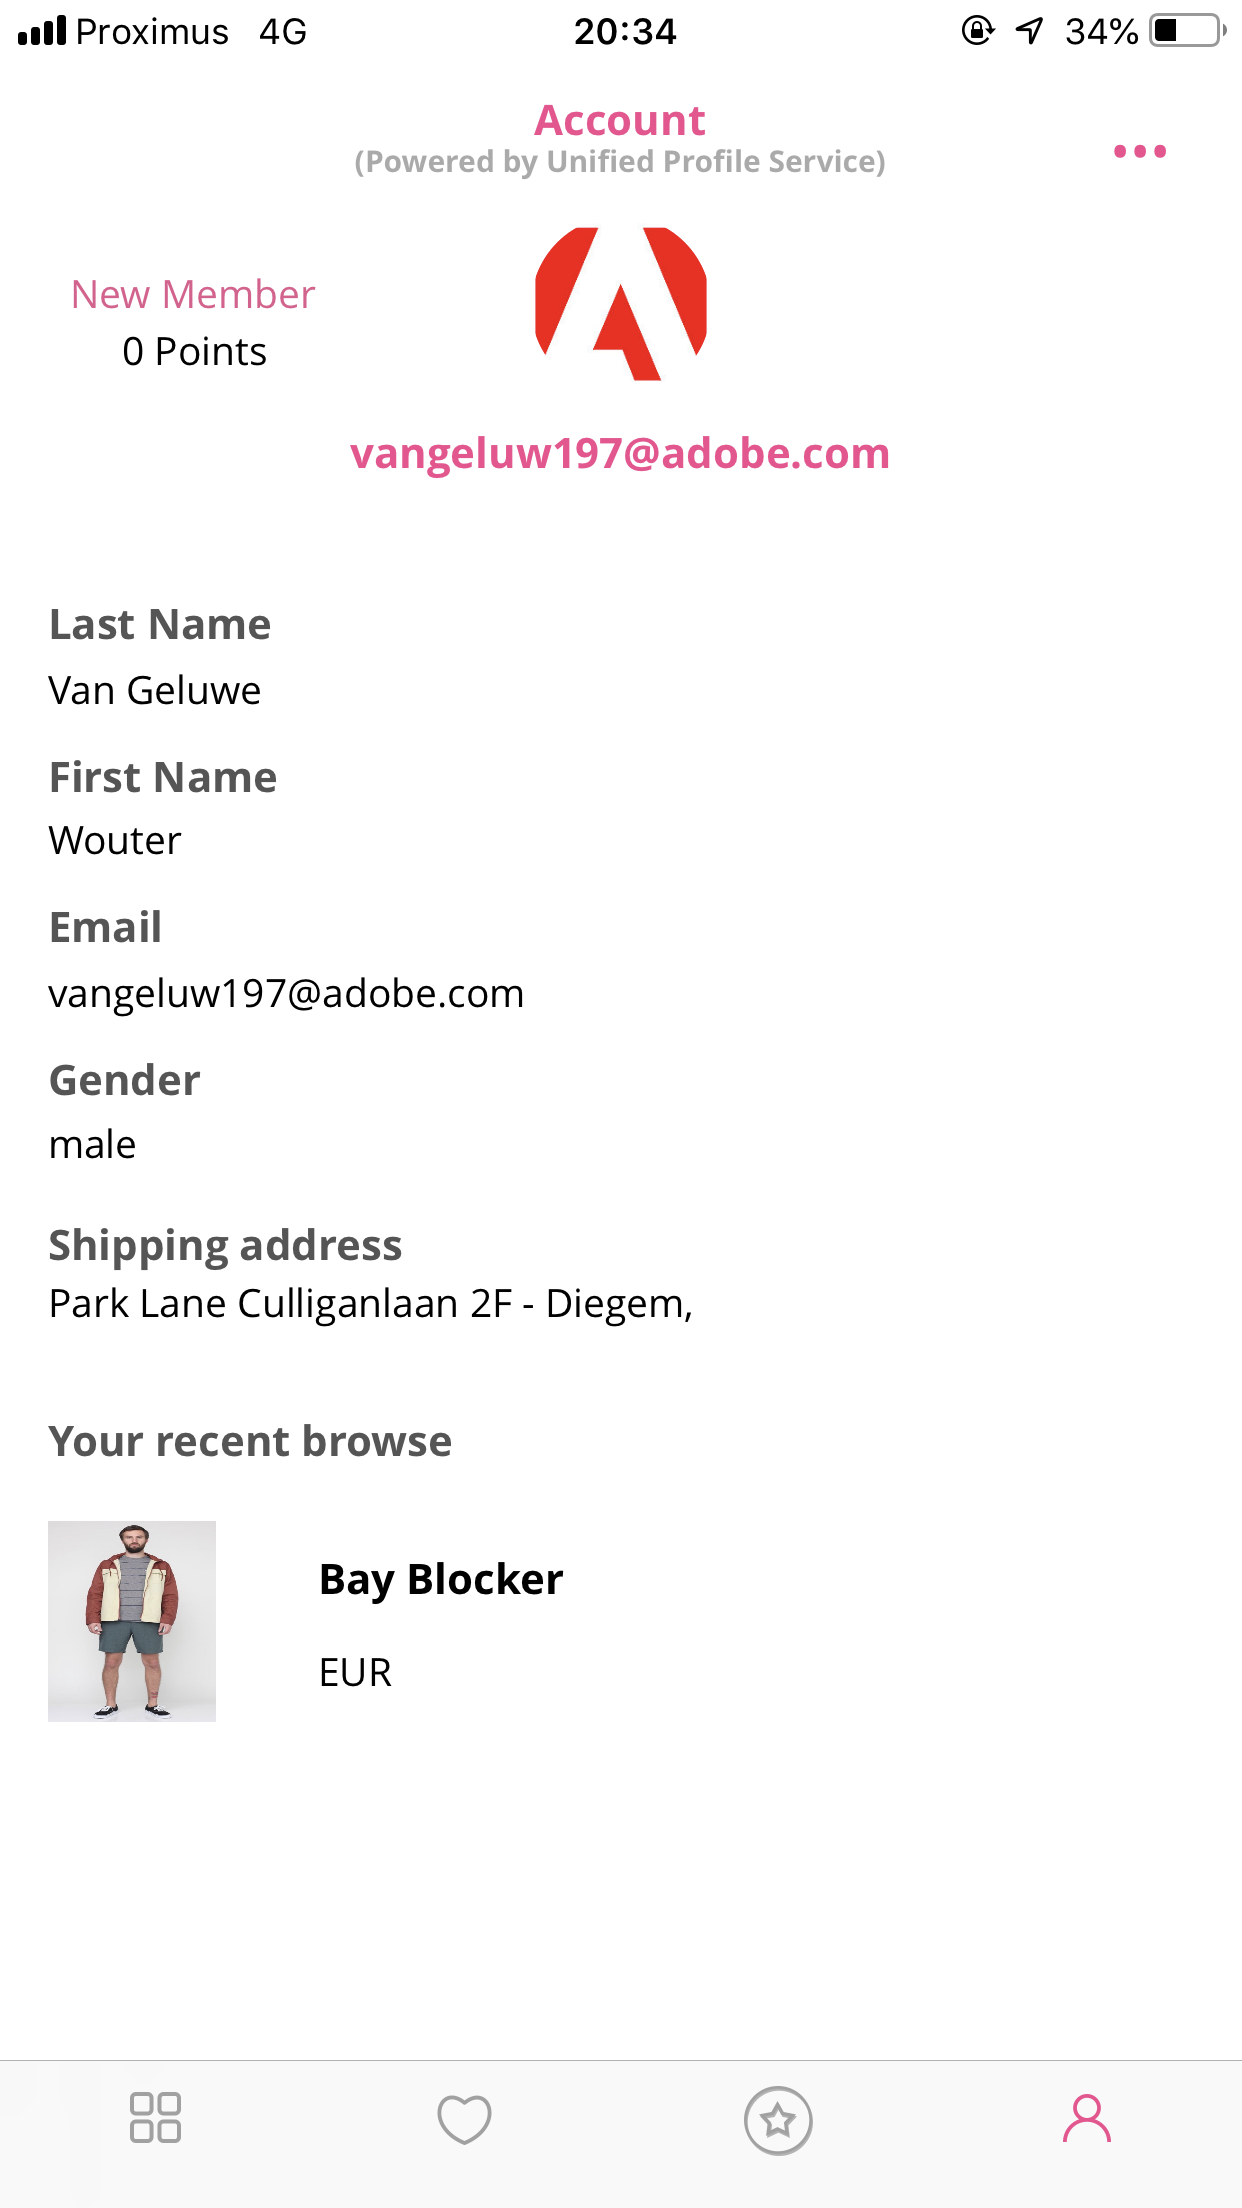 Proximus 4G 20:34 34%
Account
(Powered by Unified Profile Service)
New Member
0 Points
vangeluw197@adobe.com
Last Name
Van Geluwe
First Name
Wouter
Email
vangeluw197@adobe.com
Gender
male
Shipping address
Park Lane Culliganlaan 2F - Diegem,
Your recent browse
Bay Blocker
EUR